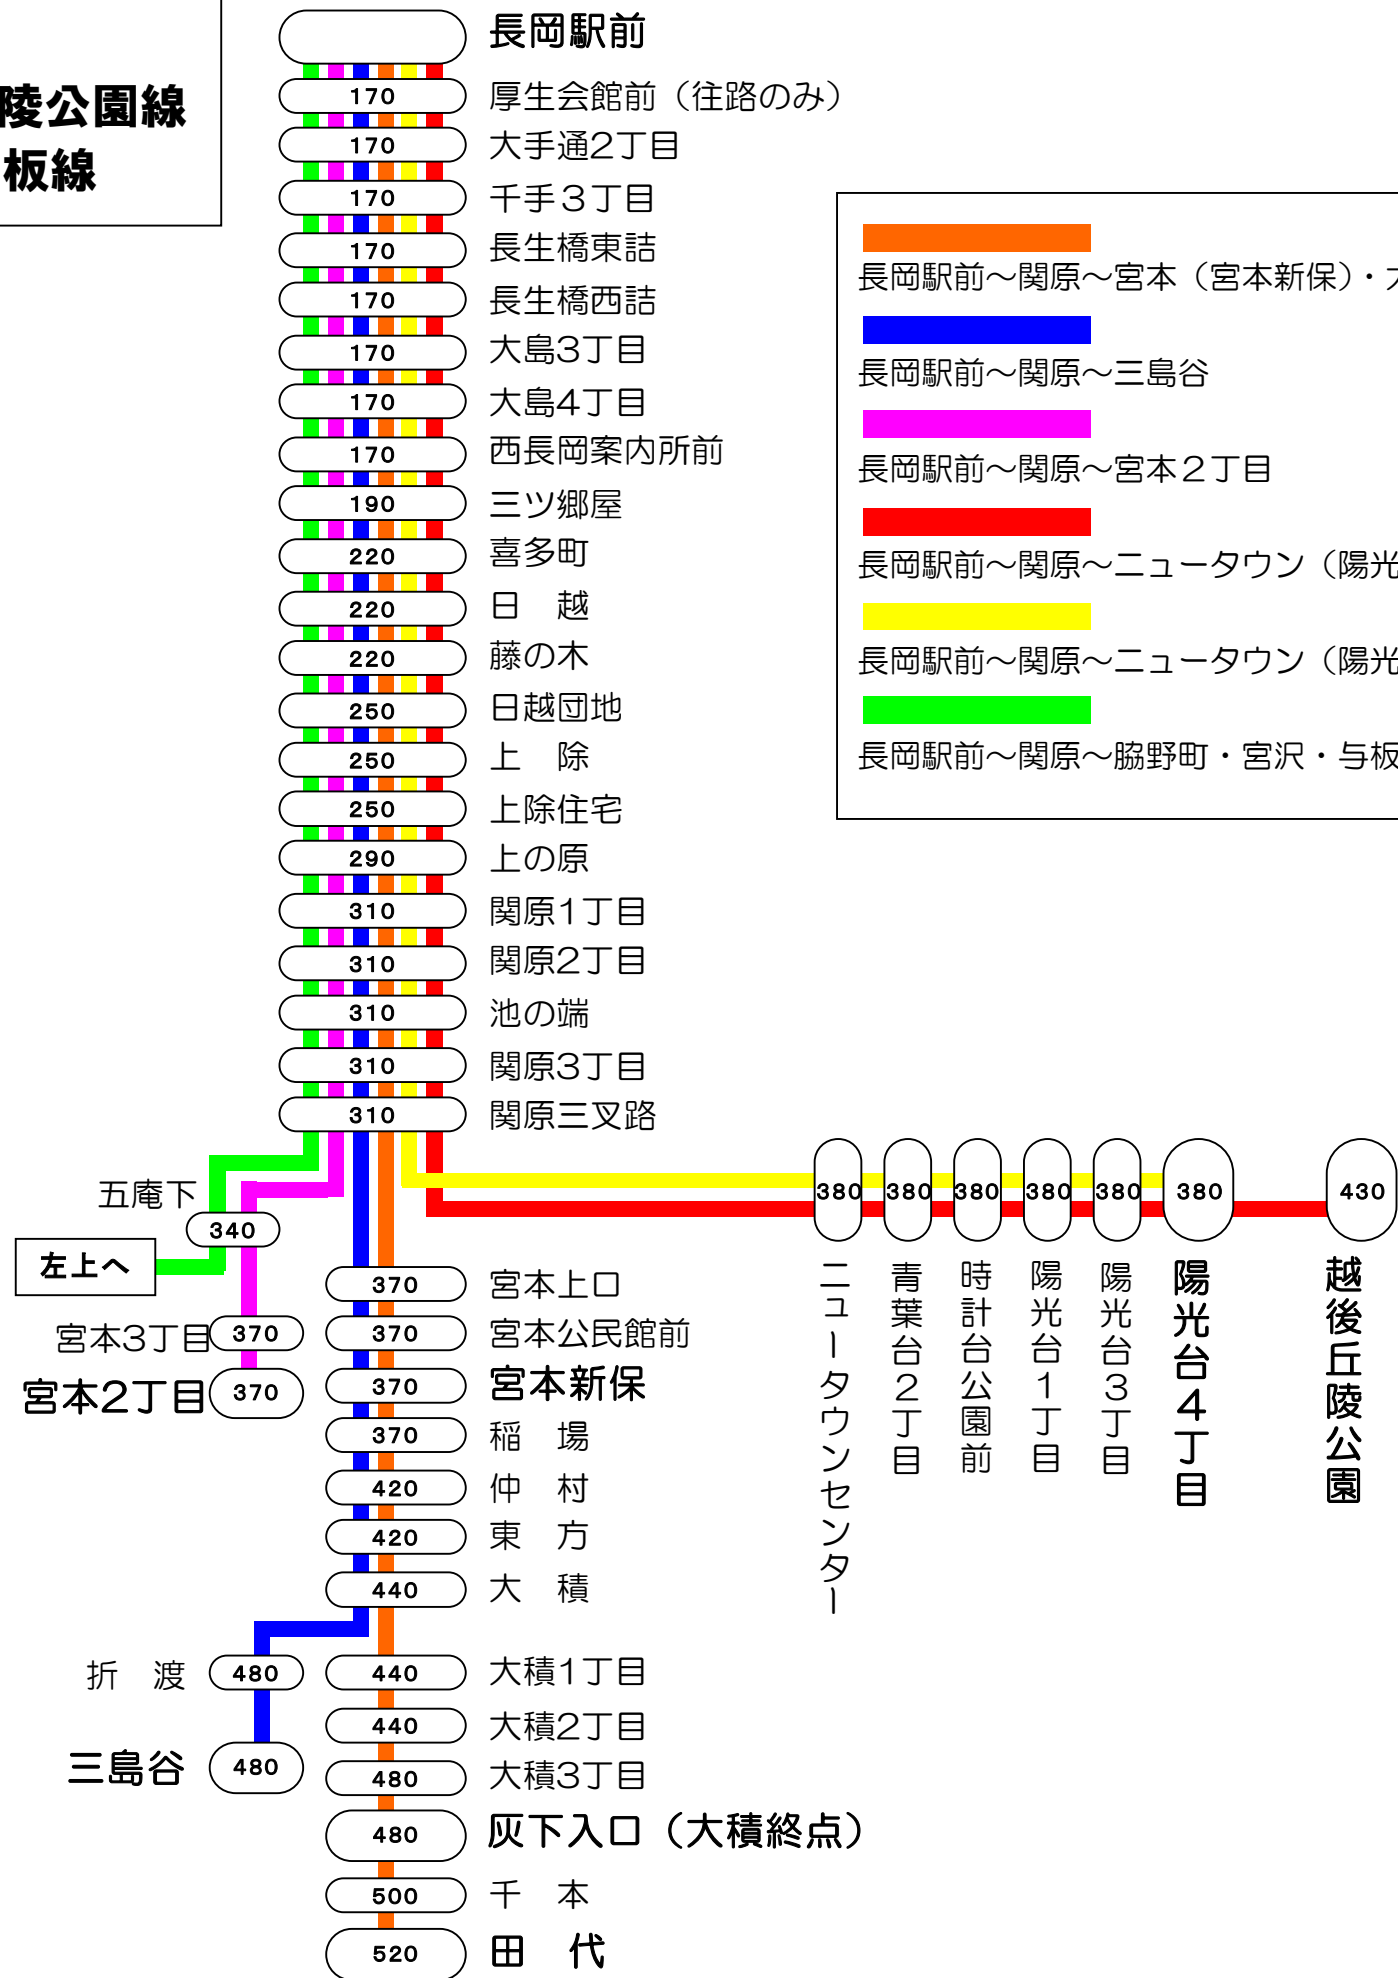 陵公園線
板線
長岡駅前
170 厚生会館前（往路のみ）
170 大手通2丁目
170 千手３丁目
170 長生橋東詰
170 長生橋西詰
170 大島3丁目
170 大島4丁目
170 西長岡案内所前
190 三ツ郷屋
220 喜多町
220 日　越
220 藤の木
250 日越団地
250 上　除
250 上除住宅
290 上の原
310 関原1丁目
310 関原2丁目
310 池の端
310 関原3丁目
310 関原三叉路
長岡駅前～関原～宮本（宮本新保）・
長岡駅前～関原～三島谷
長岡駅前～関原～宮本２丁目
長岡駅前～関原～ニュータウン（陽光
長岡駅前～関原～ニュータウン（陽光
長岡駅前～関原～脇野町・宮沢・与板
五庵下
340
左上へ
宮本3丁目 370
宮本2丁目 370
370 宮本上口
370 宮本公民館前
370 宮本新保
370 稲　場
420 仲　村
420 東　方
440 大　積
折　渡 480
三島谷 480
440 大積1丁目
440 大積2丁目
480 大積3丁目
480 灰下入口（大積終点）
500 千　本
520 田　代
380 ニュータウンセンター
380 青葉台2丁目
380 時計台公園前
380 陽光台1丁目
380 陽光台3丁目
380 陽光台4丁目
430 越後丘陵公園